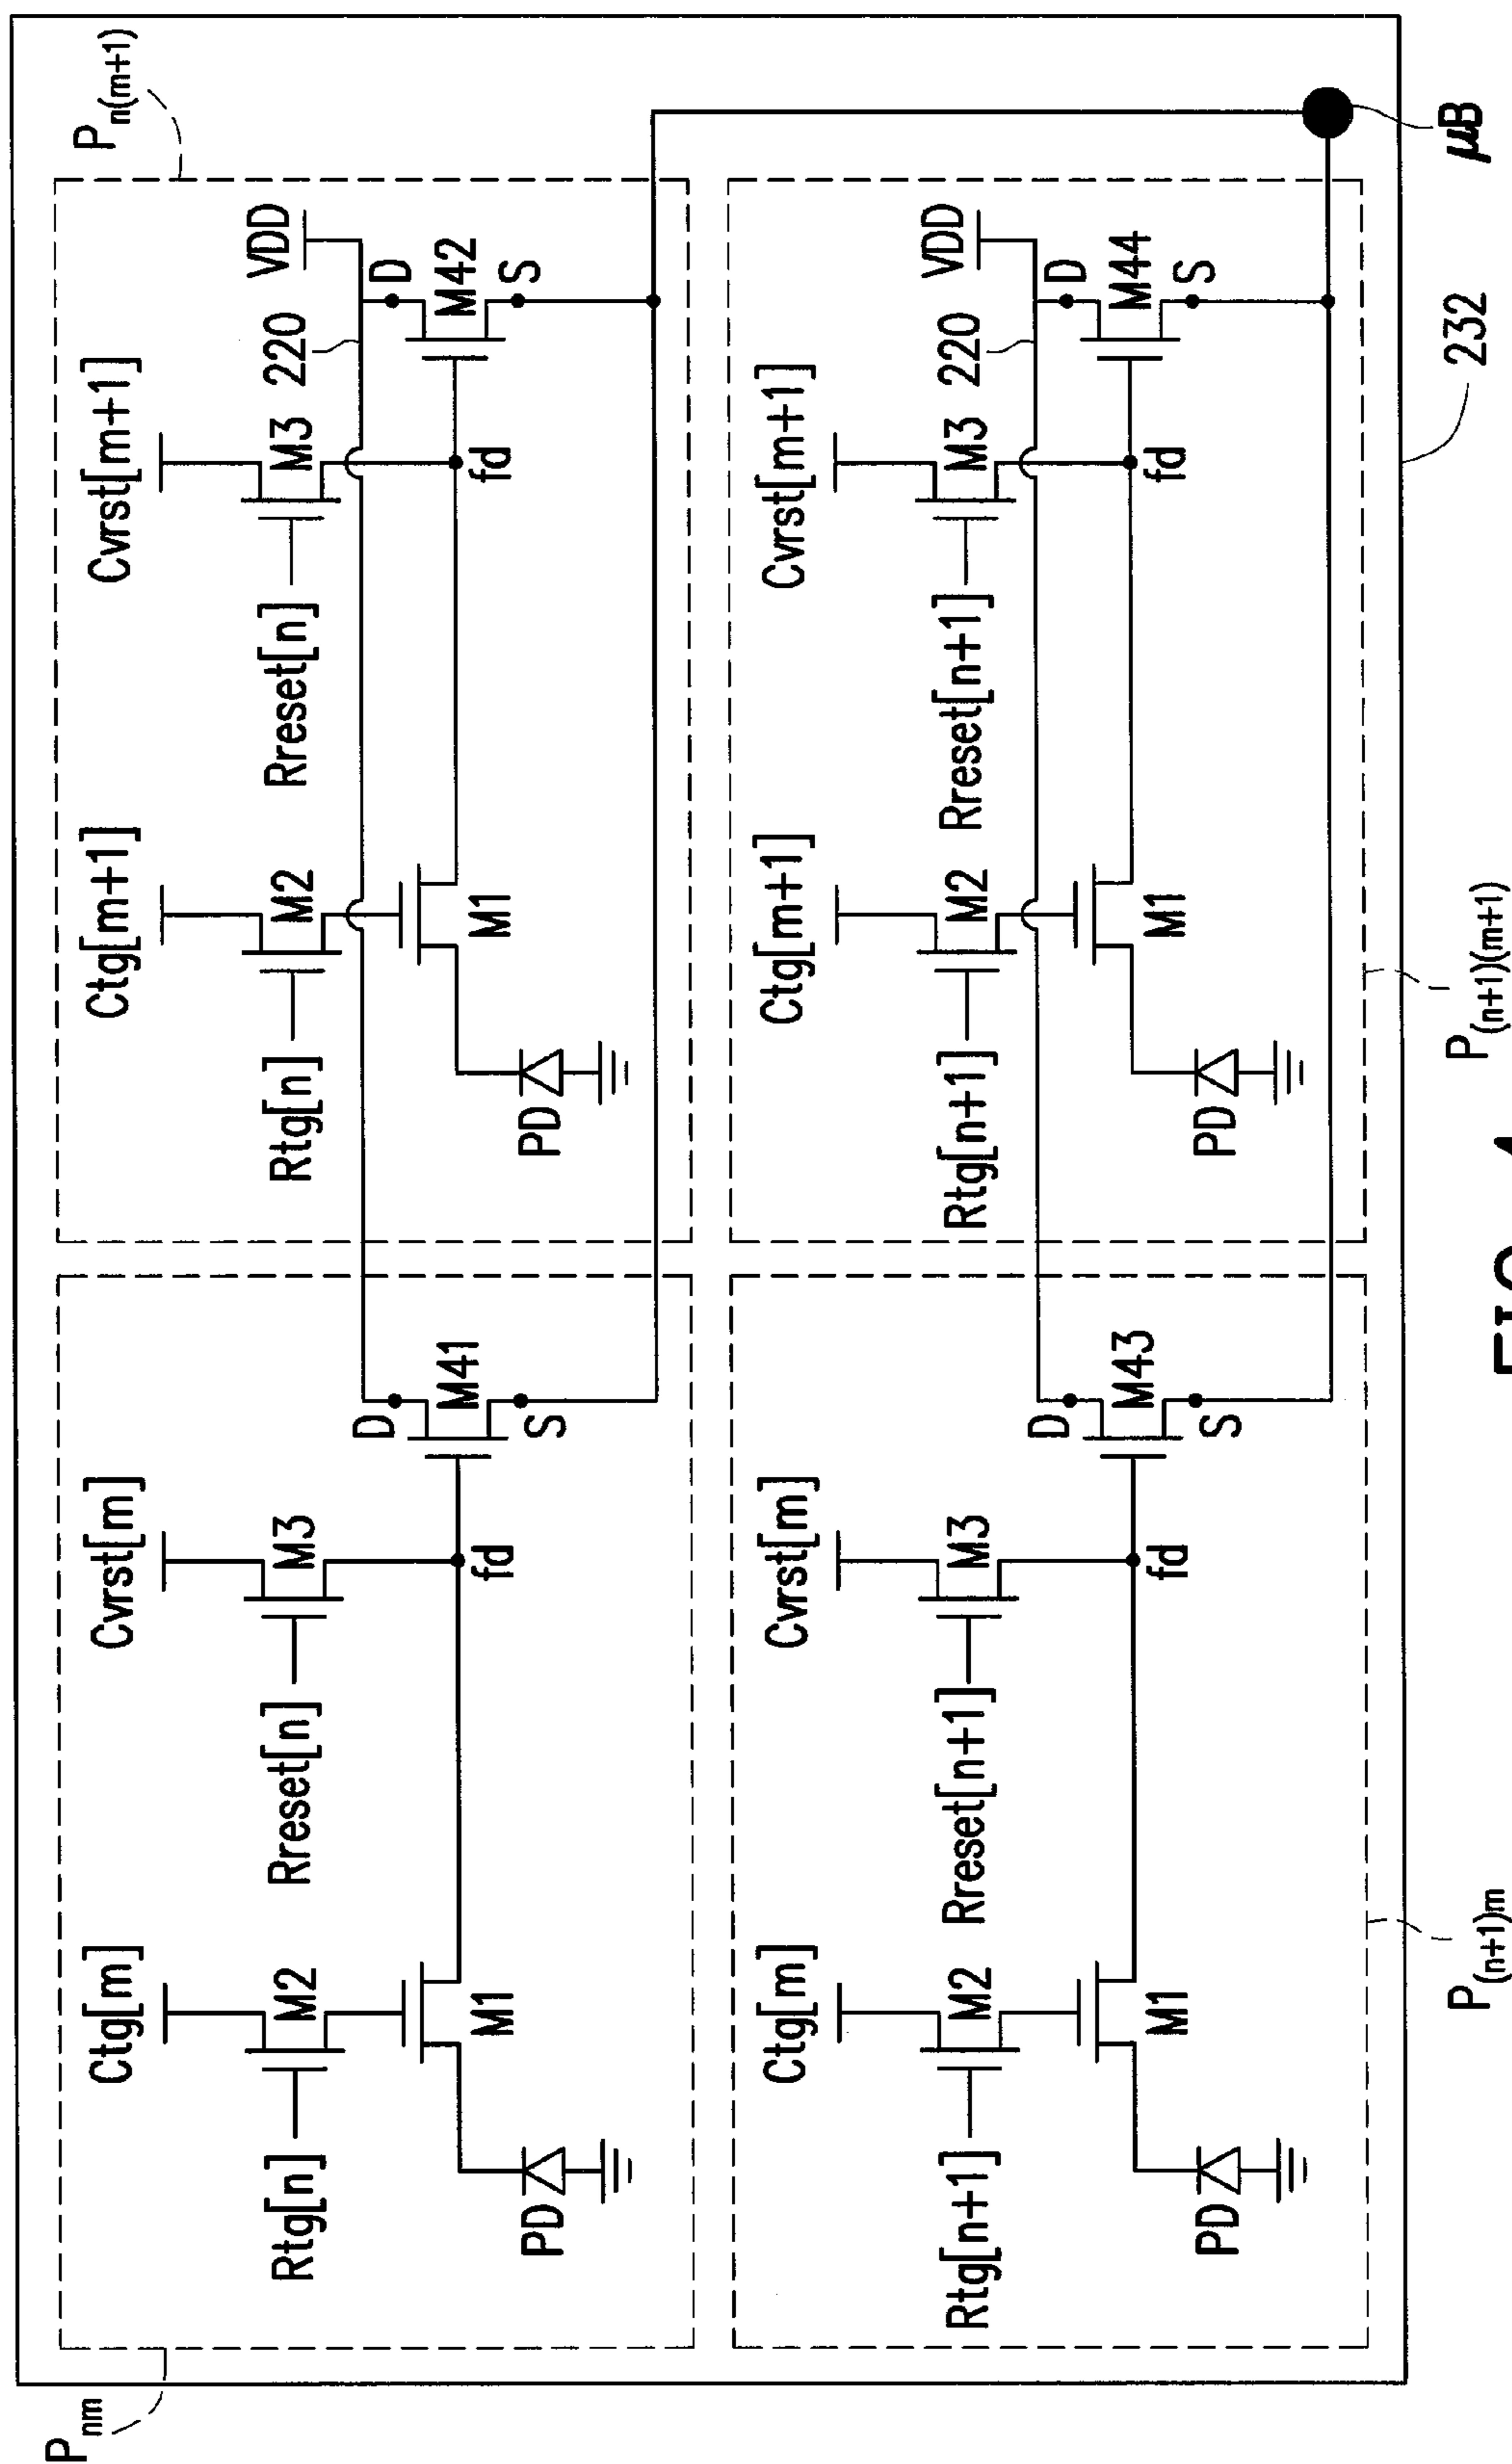 P nm
Ctg[m]
Cvrst[m]
Rtg[n]
M2
Rreset[n]
M3
D
M41
S
M1
fd
PD
P n(m+1)
Ctg[m+1]
Cvrst[m+1]
VDD
Rtg[n]
M2
Rreset[n]
M3
220
D
M42
S
M1
fd
PD
Ctg[m]
Cvrst[m]
Rtg[n+1]
M2
Rreset[n+1]
M3
D
M43
S
M1
fd
PD
Ctg[m+1]
Cvrst[m+1]
VDD
Rtg[n+1]
M2
Rreset[n+1]
M3
220
D
M44
S
M1
fd
PD
P (n+1)m
P (n+1)(m+1)
232
μB
FIG. 4